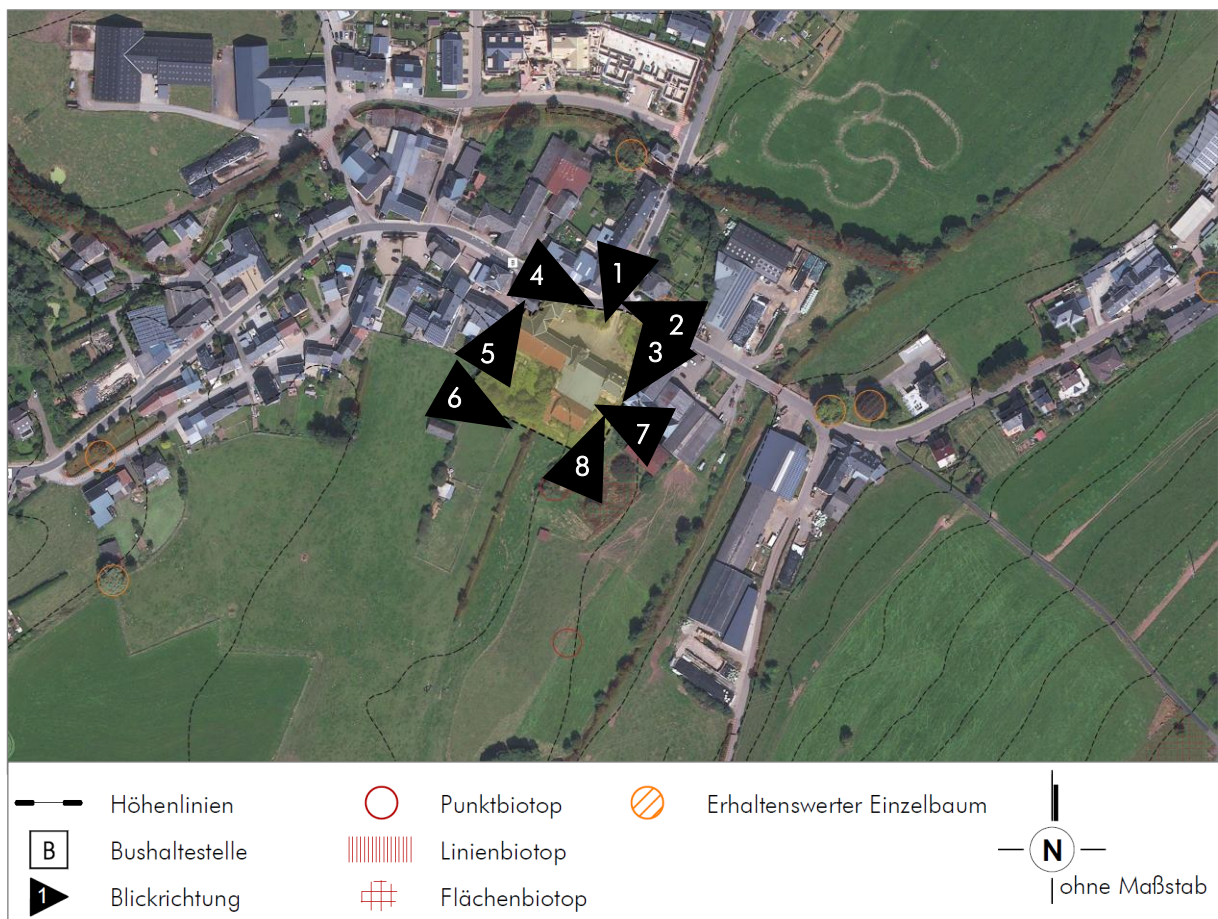 1
4
2
3
5
6
7
8
B
Höhenlinien
Punktbiotop
Erhaltenswerter Einzelbaum
B
Bushaltestelle
Linienbiotop
N
1
Blickrichtung
Flächenbiotop
ohne Maßstab